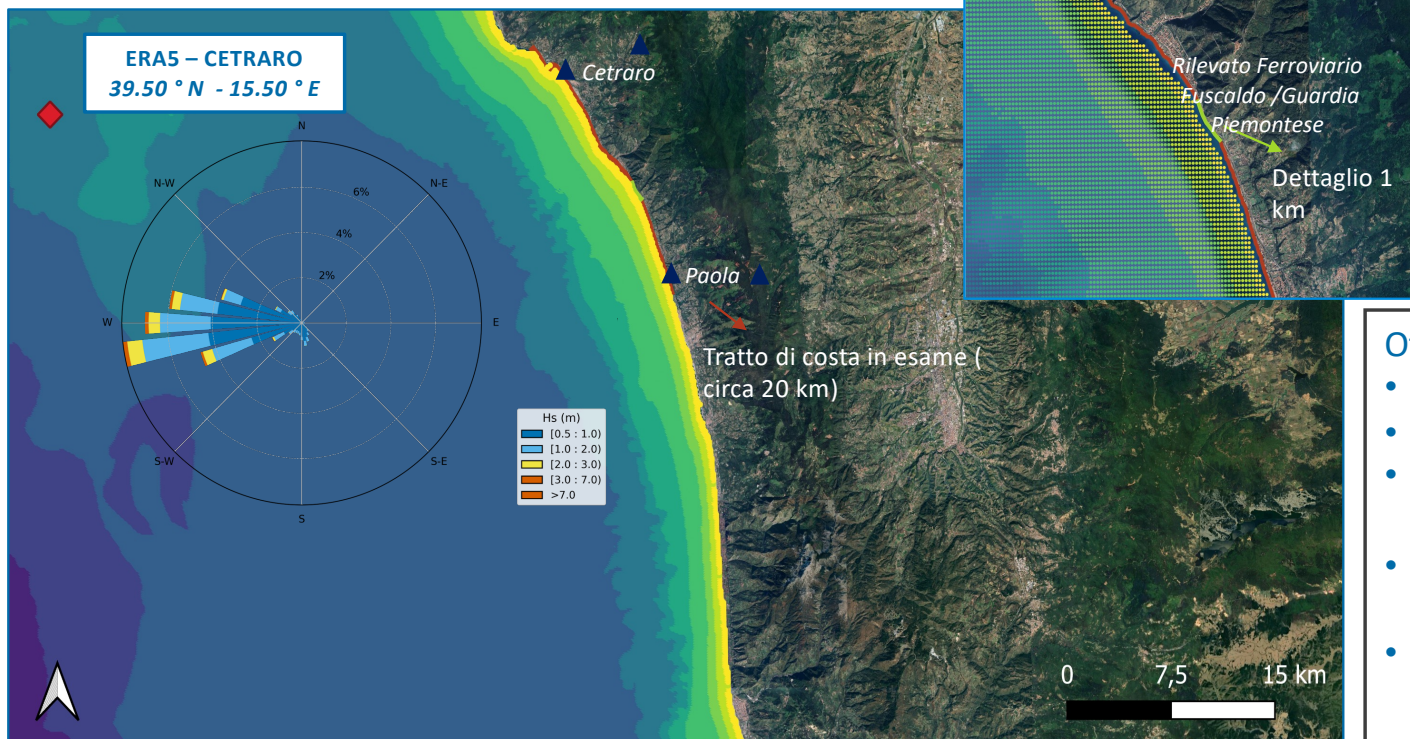 ERA5 – CETRARO
39.50 ° N - 15.50 ° E
N
N-W
N-E
6%
4%
2%
W
E
S-W
S-E
S
Hs (m)
[0.5 : 1.0)
[1.0 : 2.0)
[2.0 : 3.0)
[3.0 : 7.0)
>7.0
Cetraro
Paola
Tratto di costa in esame (
circa 20 km)
0 7,5 15 km
Rilevato Ferroviario
Fuscaldo /Guardia
Piemontese
Dettaglio 1
km